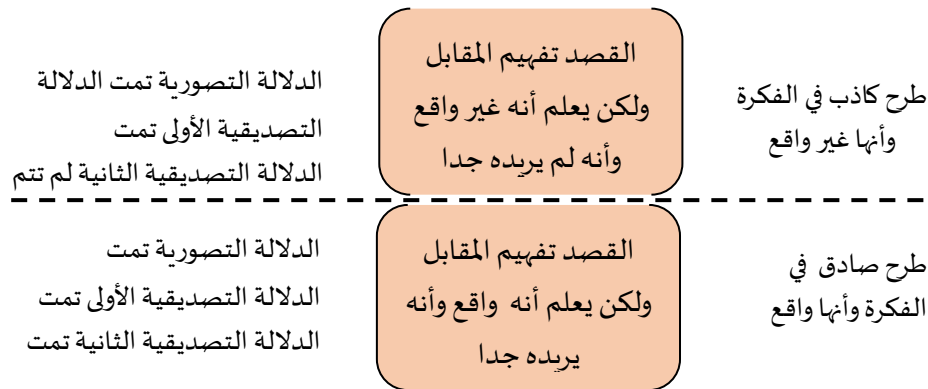 طرح كاذب في الفكرة
وأنها غير واقع
القصد تفهيم المقابل
ولكن يعلم أنه غير واقع
وأنه لم يريده جدا
الدلالة التصورية تمت الدلالة
التصديقية الأولى تمت
الدلالة التصديقية الثانية لم تتم
طرح صادق في
الفكرة وأنها واقع
القصد تفهيم المقابل
ولكن يعلم أنه واقع وأنه
يريده جدا
الدلالة التصورية تمت
الدلالة التصديقية الأولى تمت
الدلالة التصديقية الثانية تمت